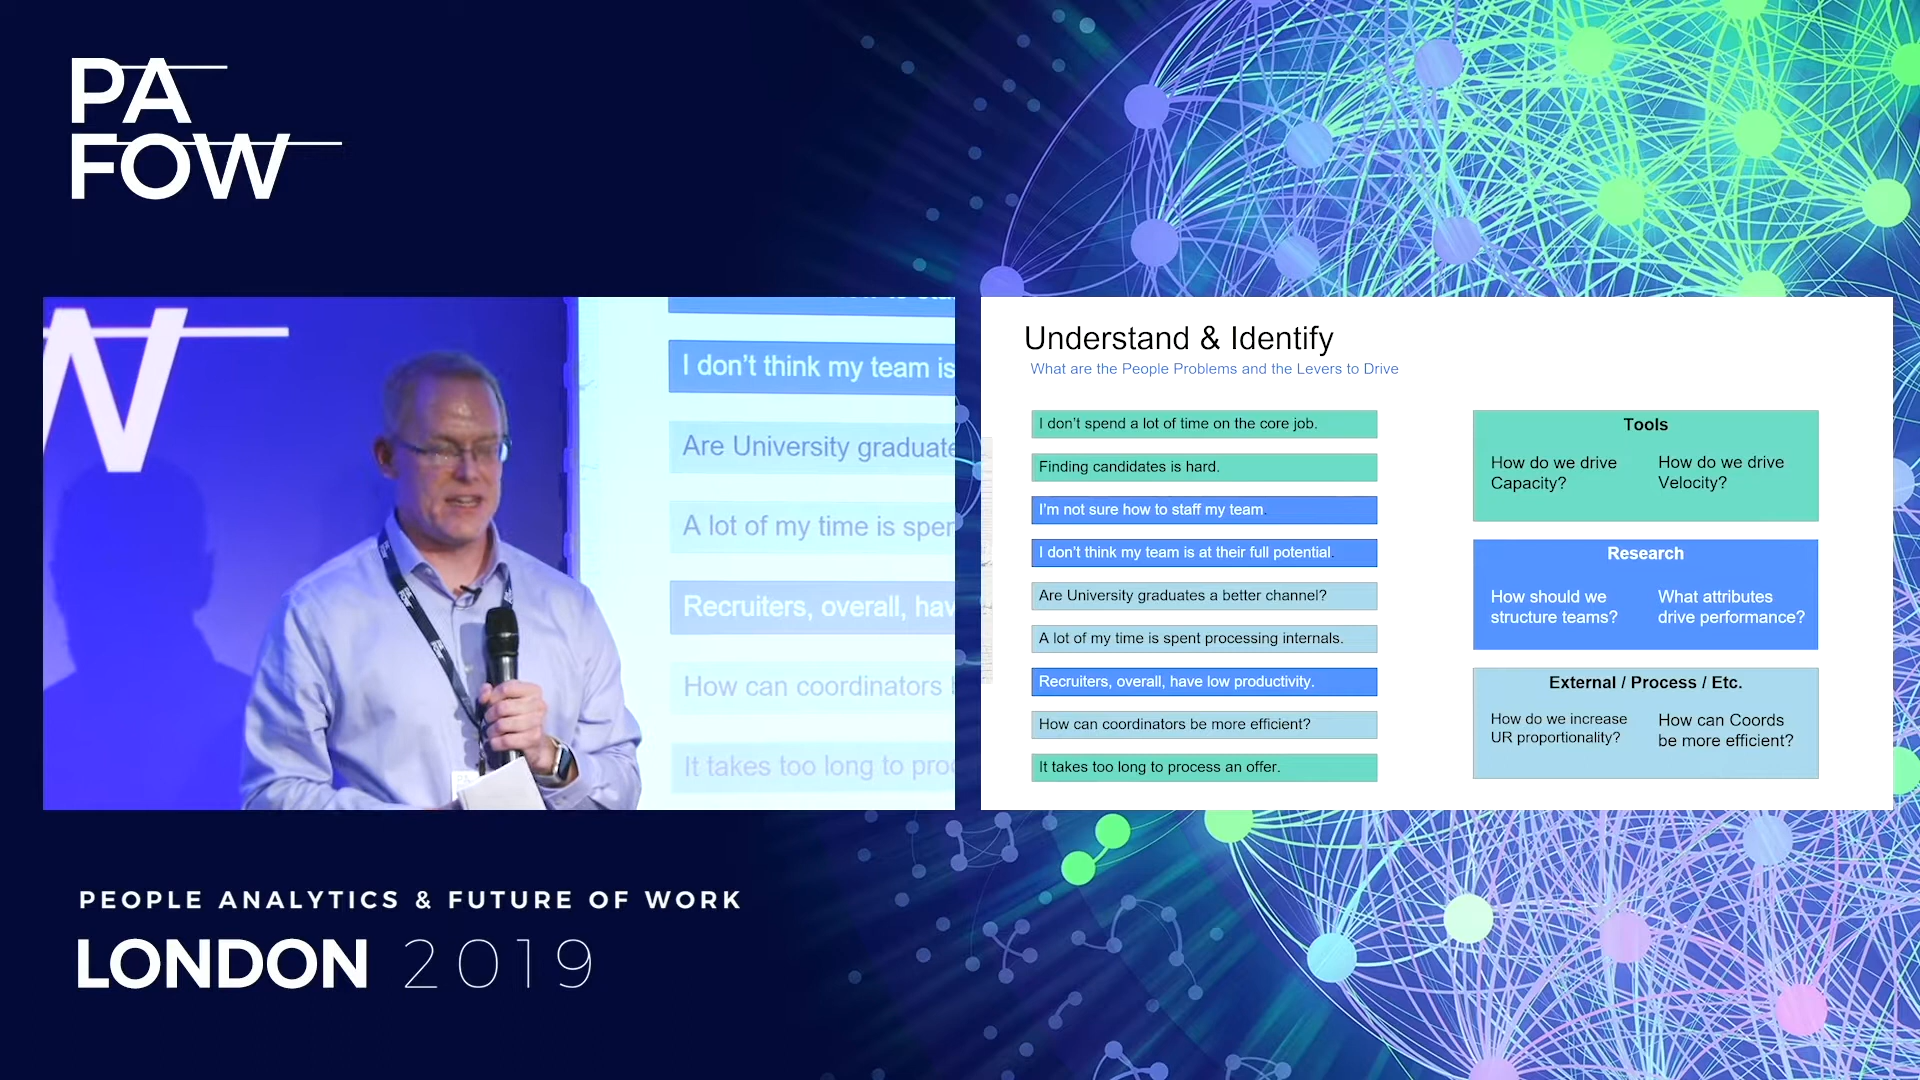 PA
FOW
W
I don't think my team is
Are University graduate
A lot of my time is sper
Recruiters, overall, hav
How can coordinators
It takes too long to pro
Understand & Identify
What are the People Problems and the Levers to Drive
I don't spend a lot of time on the core job.
Finding candidates is hard.
I'm not sure how to staff my team.
I don't think my team is at their full potential.
Are University graduates a better channel?
A lot of my time is spent processing internals.
Recruiters, overall, have low productivity.
How can coordinators be more efficient?
It takes too long to process an offer.
Tools
How do we drive
Capacity?
How do we drive
Velocity?
Research
How should we
structure teams?
What attributes
drive performance?
External / Process / Etc.
How do we increase
UR proportionality?
How can Coords
be more efficient?
PEOPLE ANALYTICS & FUTURE OF WORK
LONDON 2019